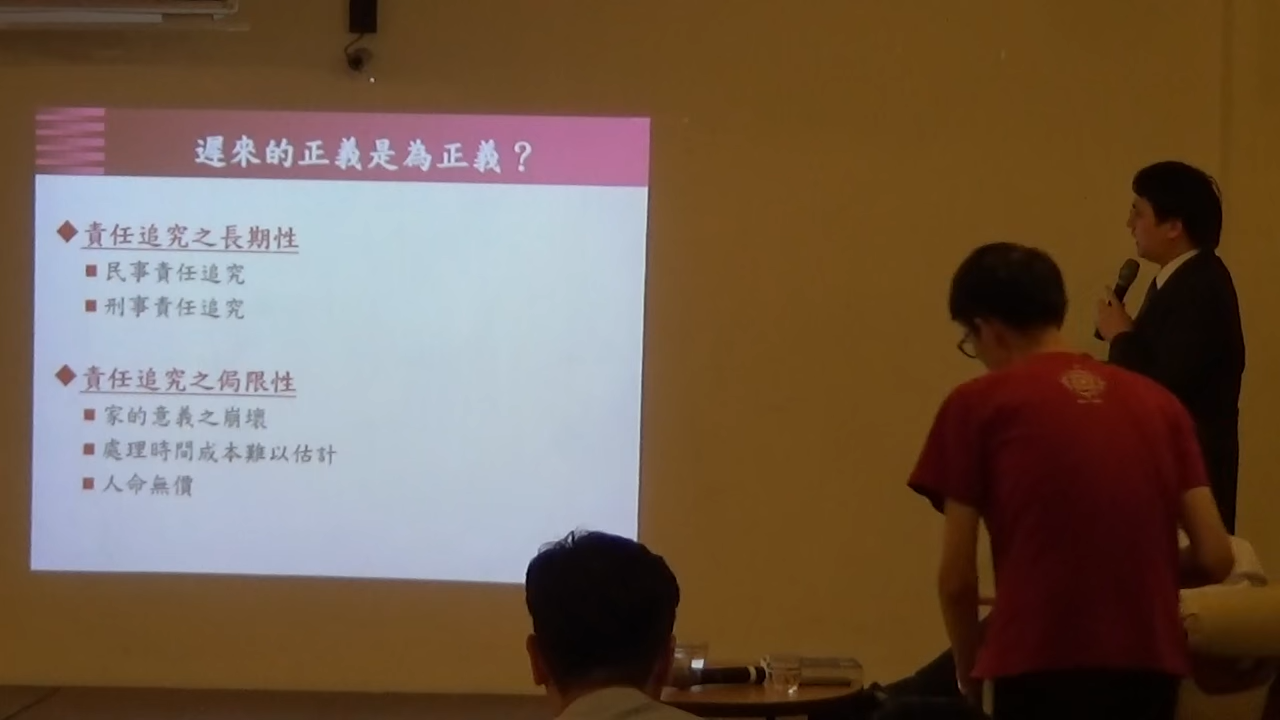 遲來的正義是為正義？
責任追究之長期性
民事責任追究
刑事責任追究
責任追究之侷限性
家的意義之崩壞
處理時間成本難以估計
人命無價